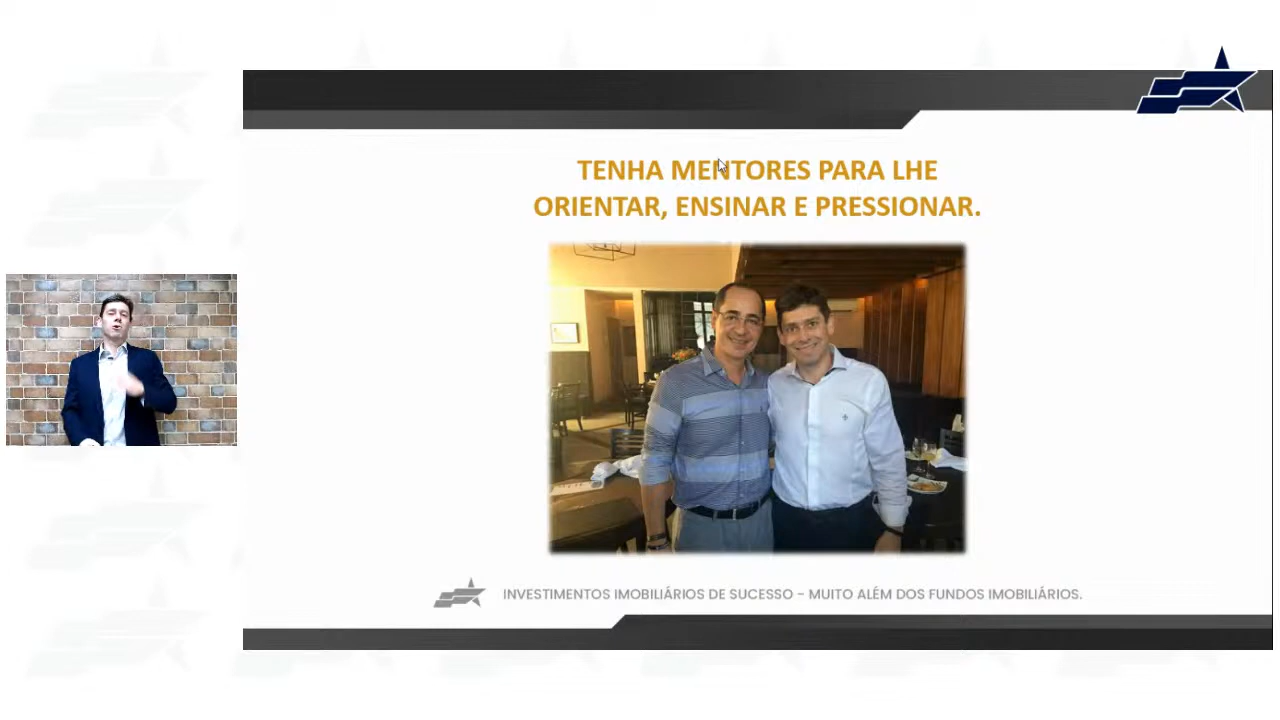 TENHA MENTORES PARA LHE
ORIENTAR, ENSINAR E PRESSIONAR.
INVESTIMENTOS IMOBILIÁRIOS DE SUCESSO - MUITO ALÉM DOS FUNDOS IMOBILIÁRIOS.